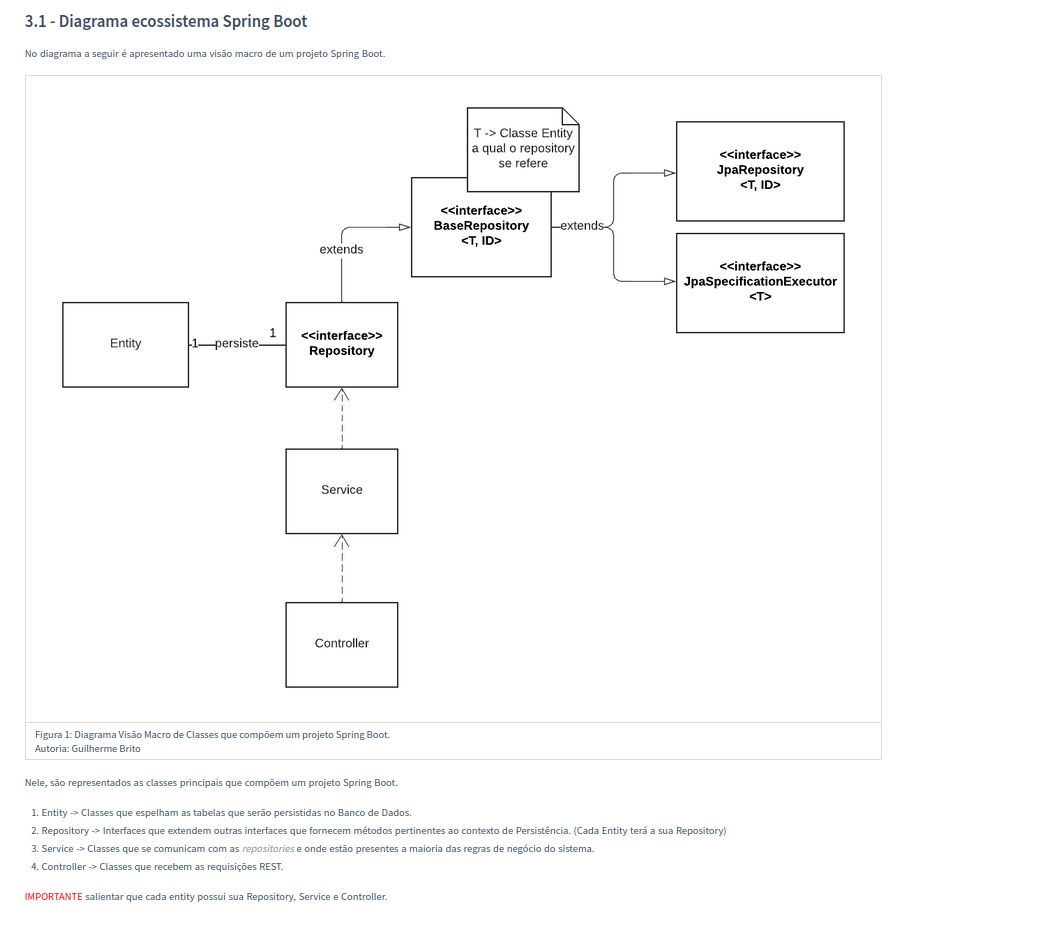 3.1 - Diagrama ecossistema Spring Boot
No diagrama a seguir é apresentado uma visão macro de um projeto Spring Boot.
T -> Classe Entity
a qual o repository
se refere
<<interface>>
JpaRepository
<T, ID>
<<interface>>
BaseRepository
<T, ID>
extends
extends
<<interface>>
JpaSpecificationExecutor
<T>
Entity
1
persiste
1
<<interface>>
Repository
Service
Controller
Figura 1: Diagrama Visão Macro de Classes que compõem um projeto Spring Boot.
Autoria: Guilherme Brito
Nele, são representados as classes principais que compõem um projeto Spring Boot.
1. Entity -> Classes que espelham as tabelas que serão persistidas no Banco de Dados.
2. Repository -> Interfaces que extendem outras interfaces que fornecem métodos pertinentes ao contexto de Persistência. (Cada Entity terá a sua Repository)
3. Service -> Classes que se comunicam com as repositories e onde estão presentes a maioria das regras de negócio do sistema.
4. Controller -> Classes que recebem as requisições REST.
IMPORTANTE salientar que cada entity possui sua Repository, Service e Controller.